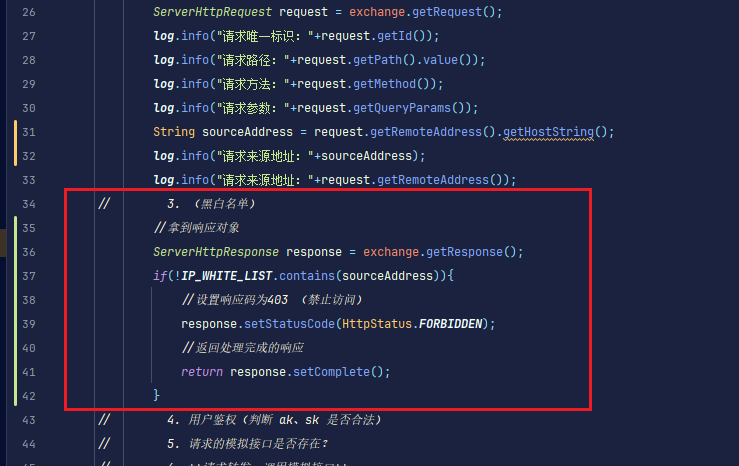 26 ServerHttpRequest request = exchange.getRequest();
27 log.info("请求唯一标识："+request.getId());
28 log.info("请求路径："+request.getPath().value());
29 log.info("请求方法："+request.getMethod());
30 log.info("请求参数："+request.getQueryParams());
31 String sourceAddress = request.getRemoteAddress().getHostString();
32 log.info("请求来源地址："+sourceAddress);
33 log.info("请求来源地址："+request.getRemoteAddress());
34 // 3. （黑白名单）
35 //拿到响应对象
36 ServerHttpResponse response = exchange.getResponse();
37 if(!IP_WHITE_LIST.contains(sourceAddress)){
38 //设置响应码为403 （禁止访问）
39 response.setStatusCode(HttpStatus.FORBIDDEN);
40 //返回处理完成的响应
41 return response.setComplete();
42 }
43 // 4. 用户鉴权（判断 ak、sk 是否合法）
44 // 5. 请求的模拟接口是否存在？